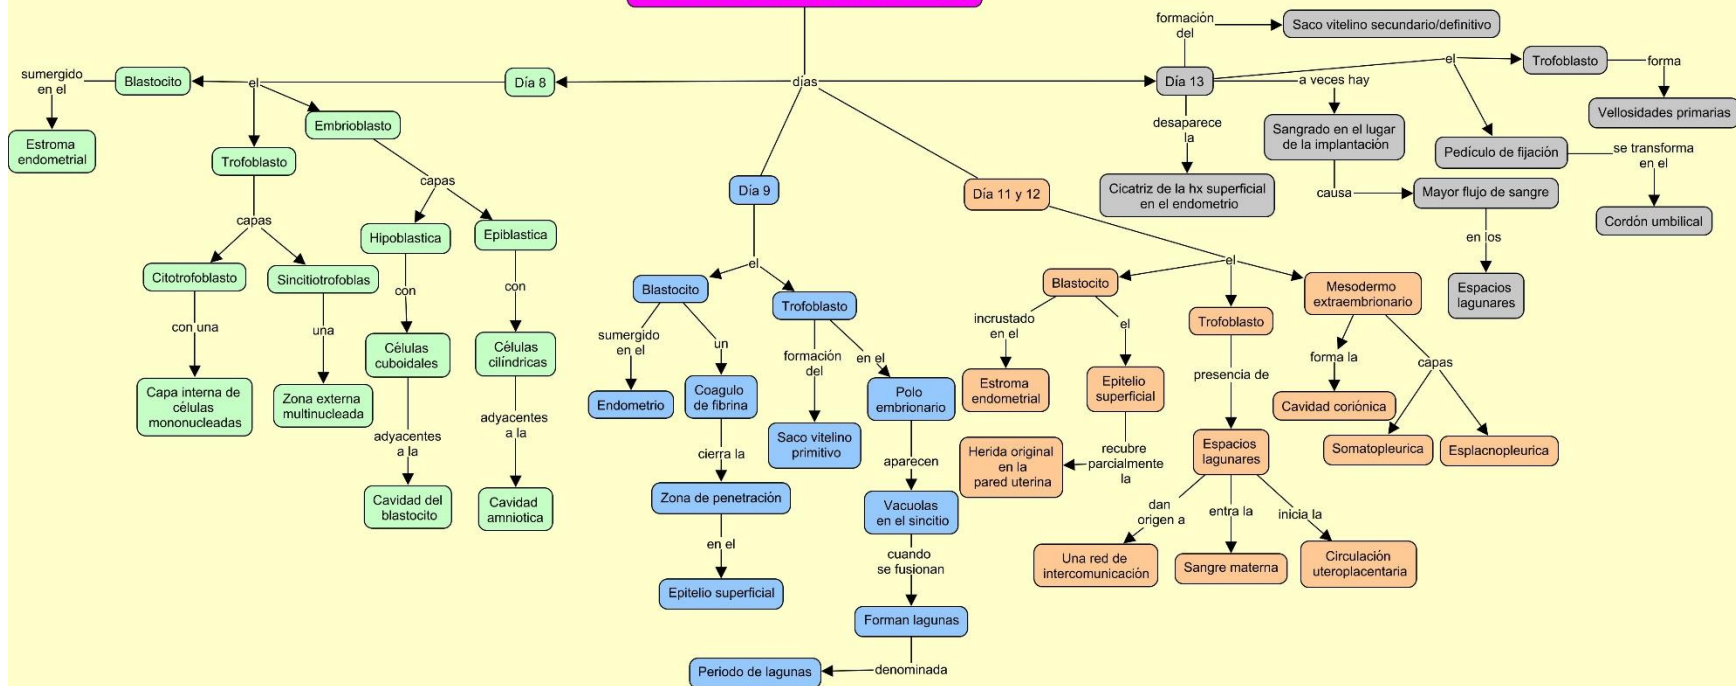 días
Día 8
el
Blastocito
sumergido
en el
Estroma
endometrial
Trofoblasto
capas
Citotrofoblasto
con una
Capa interna de
células
mononucleadas
Sincitiotrofoblas
una
Zona externa
multinucleada
Embrioblasto
capas
Hipoblastica
con
Células
cuboidales
adyacentes
a la
Cavidad del
blastocito
Epiblastica
con
Células
cilíndricas
adyacentes
a la
Cavidad
amniotica
Día 9
el
Blastocito
sumergido
en el
Endometrio
un
Coagulo
de fibrina
cierra la
Zona de penetración
en el
Epitelio superficial
Trofoblasto
formación
del
Saco vitelino
primitivo
en el
Polo
embrionario
aparecen
Vacuolas
en el sincitio
cuando
se fusionan
Forman lagunas
denominada
Periodo de lagunas
Día 11 y 12
el
Blastocito
incrustado
en el
Estroma
endometrial
el
Epitelio
superficial
recubre
parcialmente
la
Herida original
en la
pared uterina
Trofoblasto
presencia de
Espacios
lagunares
dan
origen a
Una red de
intercomunicación
entra la
Sangre materna
inicia la
Circulación
uteroplacentaria
Mesodermo
extraembrionario
forma la
Cavidad coriónica
capas
Somatopleurica
Esplacnopleurica
Día 13
formación
del
Saco vitelino secundario/definitivo
desaparece
la
Cicatriz de la hx superficial
en el endometrio
a veces hay
Sangrado en el lugar
de la implantación
causa
Mayor flujo de sangre
en los
Espacios
lagunares
el
Trofoblasto
forma
Vellosidades primarias
Pedículo de fijación
se transforma
en el
Cordón umbilical